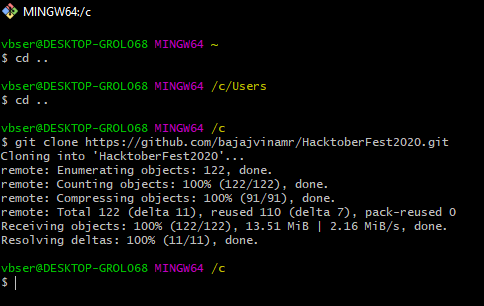 MINGW64:/c
vbser@DESKTOP-GROLO68 MINGW64 ~
$ cd ..
vbser@DESKTOP-GROLO68 MINGW64 /c/Users
$ cd ..
vbser@DESKTOP-GROLO68 MINGW64 /c
$ git clone https://github.com/bajajvinamr/HacktoberFest2020.git
Cloning into 'HacktoberFest2020'...
remote: Enumerating objects: 122, done.
remote: Counting objects: 100% (122/122), done.
remote: Compressing objects: 100% (91/91), done.
remote: Total 122 (delta 11), reused 110 (delta 7), pack-reused 0
Receiving objects: 100% (122/122), 13.51 MiB | 2.16 MiB/s, done.
Resolving deltas: 100% (11/11), done.
vbser@DESKTOP-GROLO68 MINGW64 /c
$